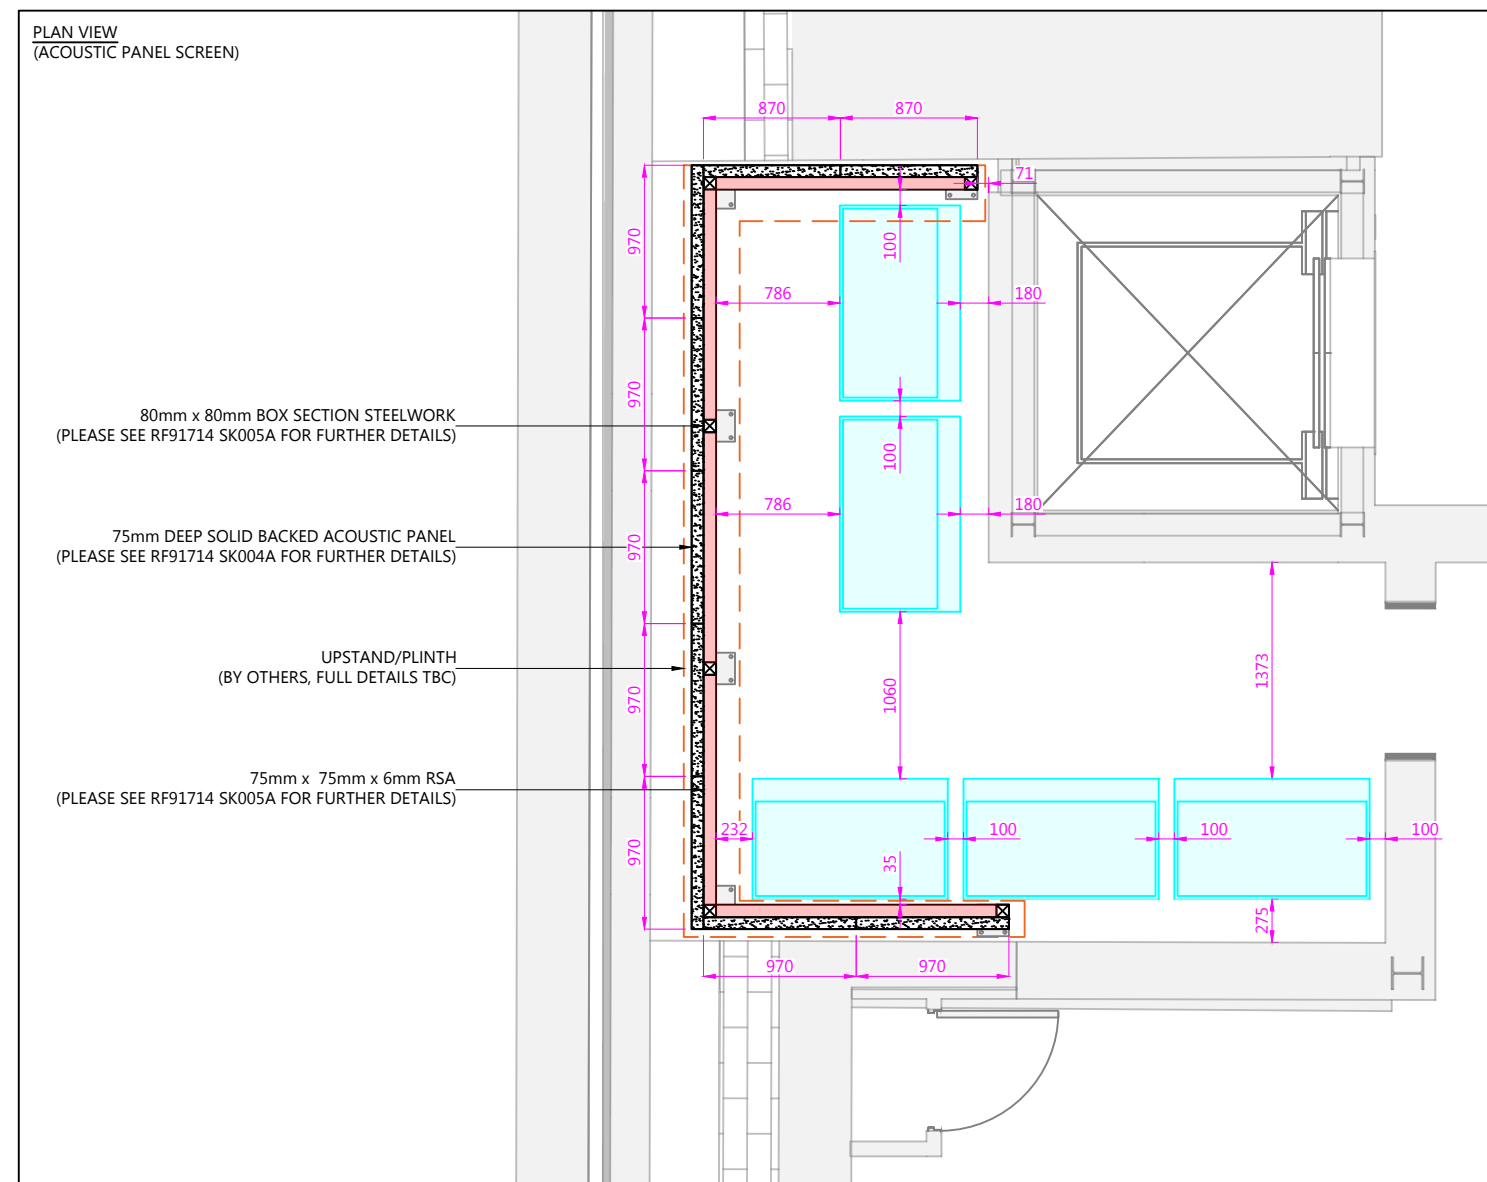 PLAN VIEW
(ACOUSTIC PANEL SCREEN)
870
870
71
970
100
786
180
970
80mm x 80mm BOX SECTION STEELWORK
(PLEASE SEE RF91714 SK005A FOR FURTHER DETAILS)
100
786
180
970
75mm DEEP SOLID BACKED ACOUSTIC PANEL
(PLEASE SEE RF91714 SK004A FOR FURTHER DETAILS)
UPSTAND/PLINTH
(BY OTHERS, FULL DETAILS TBC)
970
1060
1373
75mm x  75mm x 6mm RSA
(PLEASE SEE RF91714 SK005A FOR FURTHER DETAILS)
970
232
100
100
100
35
275
970
970